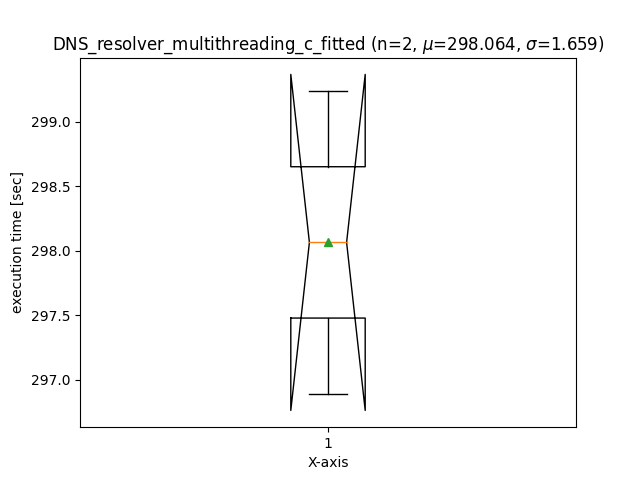 DNS_resolver_multithreading_c_fitted (n=2, μ=298.064, σ=1.659)
execution time [sec]
299.0
298.5
298.0
297.5
297.0
1
X-axis